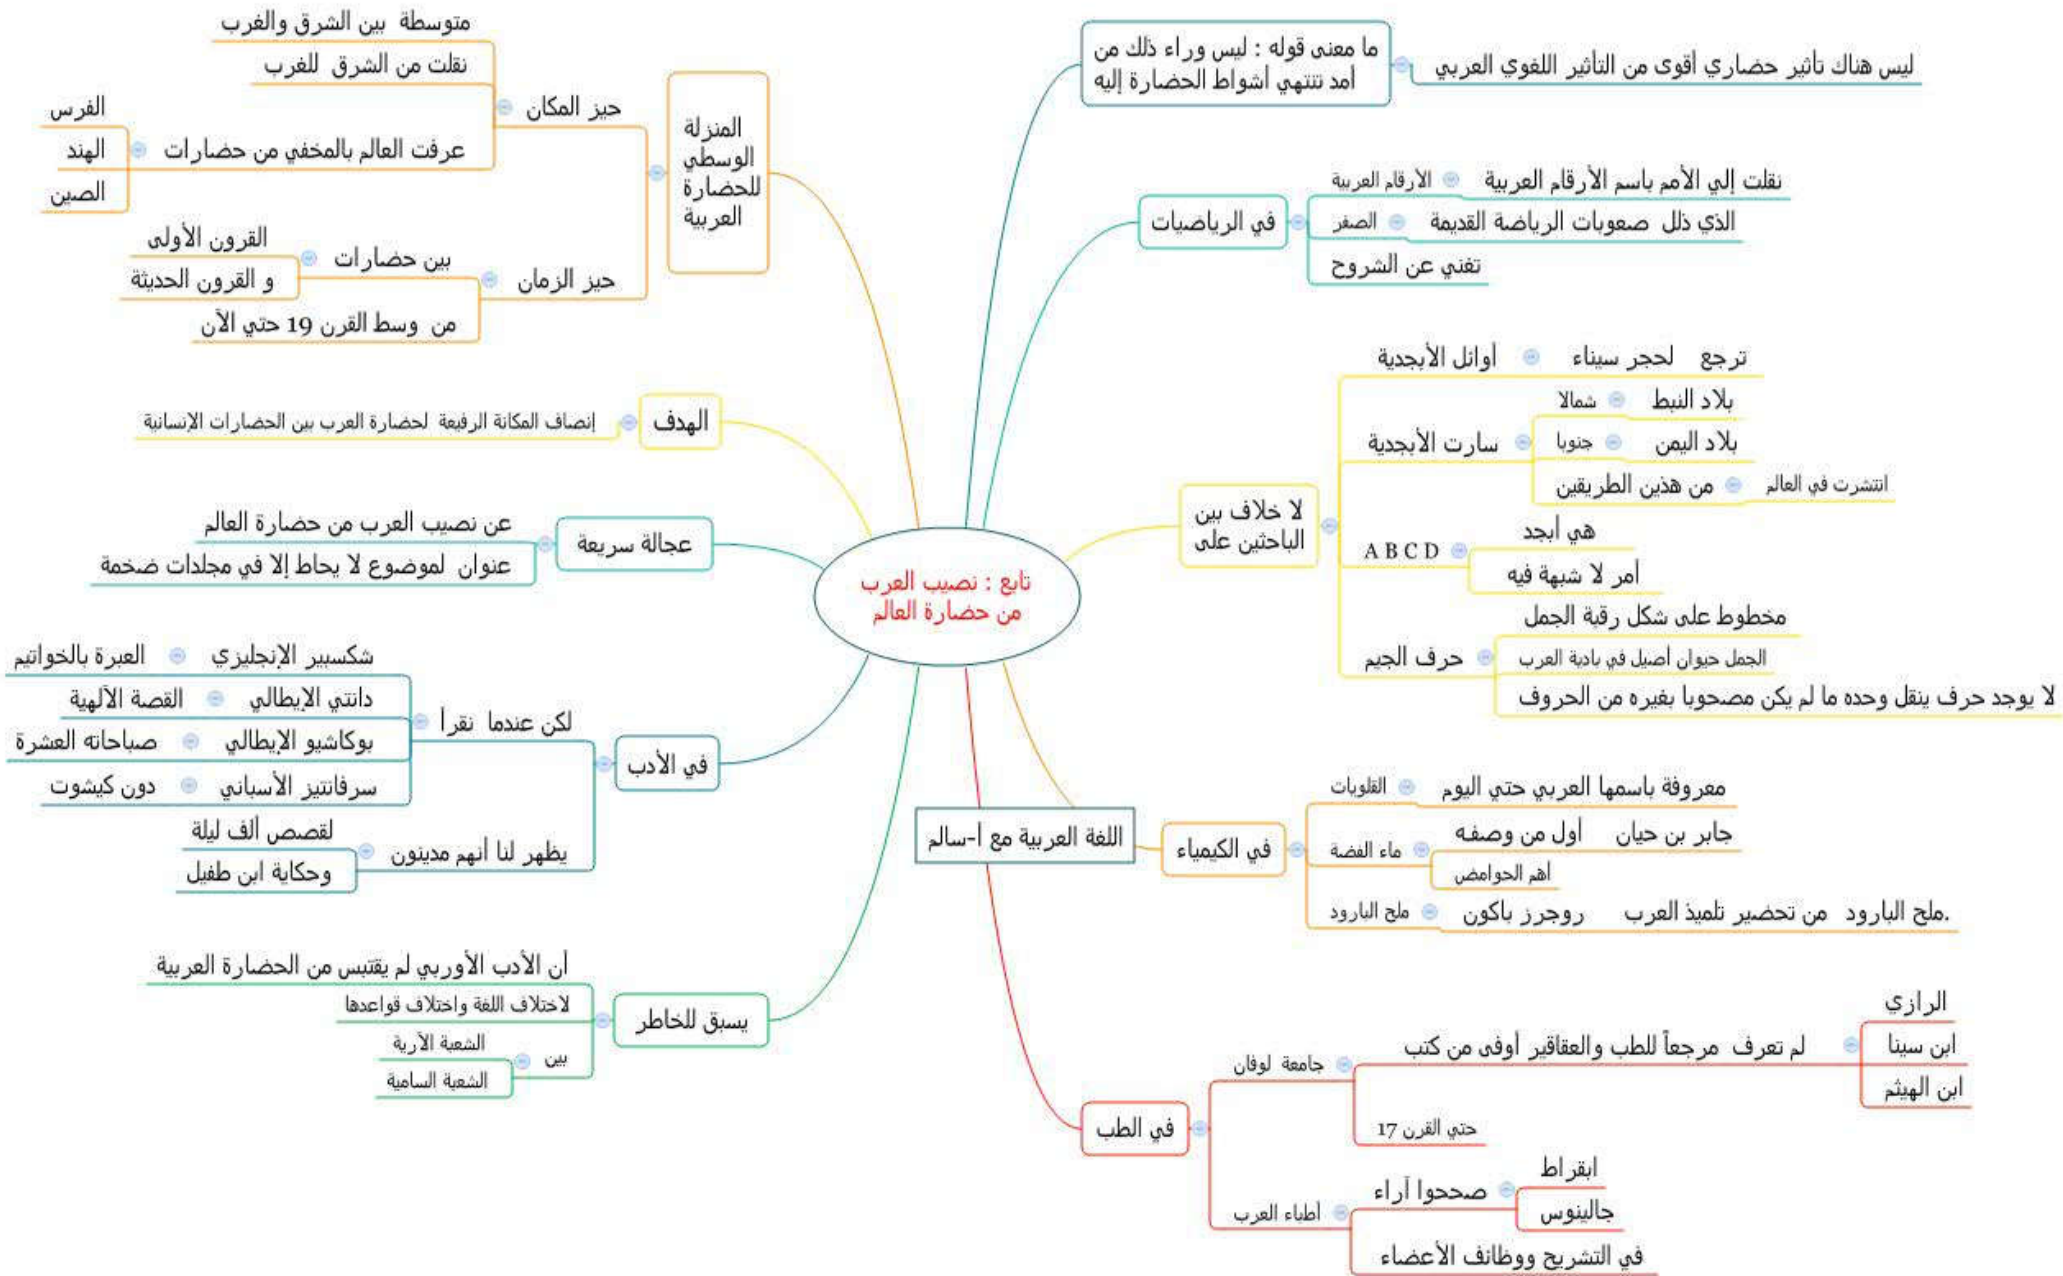 تابع : نصيب العرب
من حضارة العالم
ما معنى قوله : ليس وراء ذلك من
أمد تنتهي أشواط الحضارة إليه
ليس هناك تأثير حضاري أقوى من التأثير اللغوي العربي
في الرياضيات
الأرقام العربية
نقلت إلي الأمم باسم الأرقام العربية
الصفر
الذي ذلل صعوبات الرياضة القديمة
تغني عن الشروح
لا خلاف بين
الباحثين على
أوائل الأبجدية
ترجع لحجر سيناء
سارت الأبجدية
شمالا
بلاد النبط
جنوبا
بلاد اليمن
من هذين الطريقين
انتشرت في العالم
A B C D
هي أبجد
أمر لا شبهة فيه
حرف الجيم
مخطوط على شكل رقبة الجمل
الجمل حيوان أصيل في بادية العرب
لا يوجد حرف ينقل وحده ما لم يكن مصحوبا بغيره من الحروف
اللغة العربية مع أ-سالم
في الكيمياء
القلويات
معروفة باسمها العربي حتي اليوم
ماء الفضة
جابر بن حيان أول من وصفه
أهم الحوامض
ملح البارود
ملح البارود من تحضير تلميذ العرب روجرز باكون.
في الطب
جامعة لوفان
لم تعرف مرجعاً للطب والعقاقير أوفى من كتب
الرازي
ابن سينا
ابن الهيثم
حتي القرن 17
أطباء العرب
صححوا آراء
ابقراط
جالينوس
في التشريح ووظائف الأعضاء
المنزلة
الوسطي
للحضارة
العربية
حيز المكان
متوسطة بين الشرق والغرب
نقلت من الشرق للغرب
عرفت العالم بالمخفي من حضارات
الفرس
الهند
الصين
حيز الزمان
بين حضارات
القرون الأولى
و القرون الحديثة
من وسط القرن 19 حتي الأن
الهدف
إنصاف المكانة الرفيعة لحضارة العرب بين الحضارات الإنسانية
عجالة سريعة
عن نصيب العرب من حضارة العالم
عنوان لموضوع لا يحاط إلا في مجلدات ضخمة
في الأدب
لكن عندما نقرأ
شكسبير الإنجليزي
العبرة بالخواتيم
دانتي الإيطالي
القصة الآلهية
بوكاشيو الإيطالي
صباحاته العشرة
سرفانتيز الأسباني
دون كيشوت
يظهر لنا أنهم مدينون
لقصص ألف ليلة
وحكاية ابن طفيل
يسبق للخاطر
أن الأدب الأوربي لم يقتبس من الحضارة العربية
لاختلاف اللغة واختلاف قواعدها
بين
الشعبة الآرية
الشعبة السامية